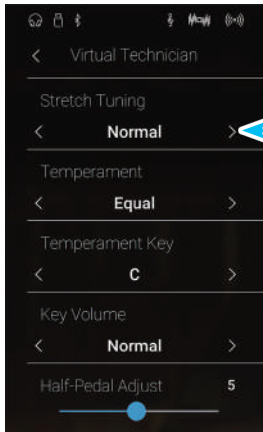 Virtual Technician
Stretch Tuning
Normal
Temperament
Equal
Temperament Key
C
Key Volume
Normal
Half-Pedal Adjust 5